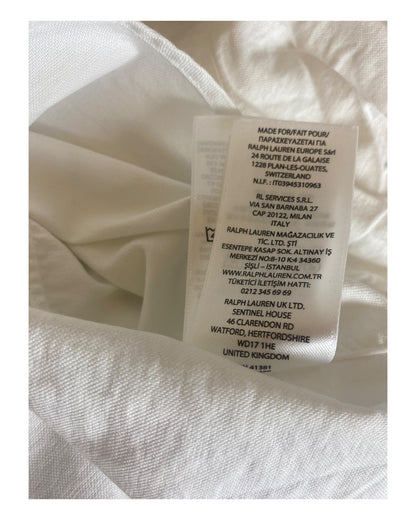 MADE FOR/FAIT POUR/
ΠΑΡΑΣΚΕΥΑΖΕΤΑΙ ΓΙΑ
RALPH LAUREN EUROPE Sàrl
24 ROUTE DE LA GALAISE
1228 PLAN-LES-OUATES,
SWITZERLAND
N.I.F. : IT03945310963
RL SERVICES S.R.L.
VIA SAN BARNABA 27
CAP 20122, MILAN
ITALY
RALPH LAUREN MAĞAZACILIK VE
TİC. LTD. ŞTİ
ESENTEPE KASAP SOK. ALTINAY İŞ
MERKEZİ NO:8-10 K:4 34360
ŞİŞLİ – İSTANBUL
WWW.RALPHLAUREN.COM.TR
TÜKETİCİ İLETİŞİM HATTI:
0212 345 69 69
RALPH LAUREN UK LTD.
SENTINEL HOUSE
46 CLARENDON RD
WATFORD, HERTFORDSHIRE
WD17 1HE
UNITED KINGDOM
41381